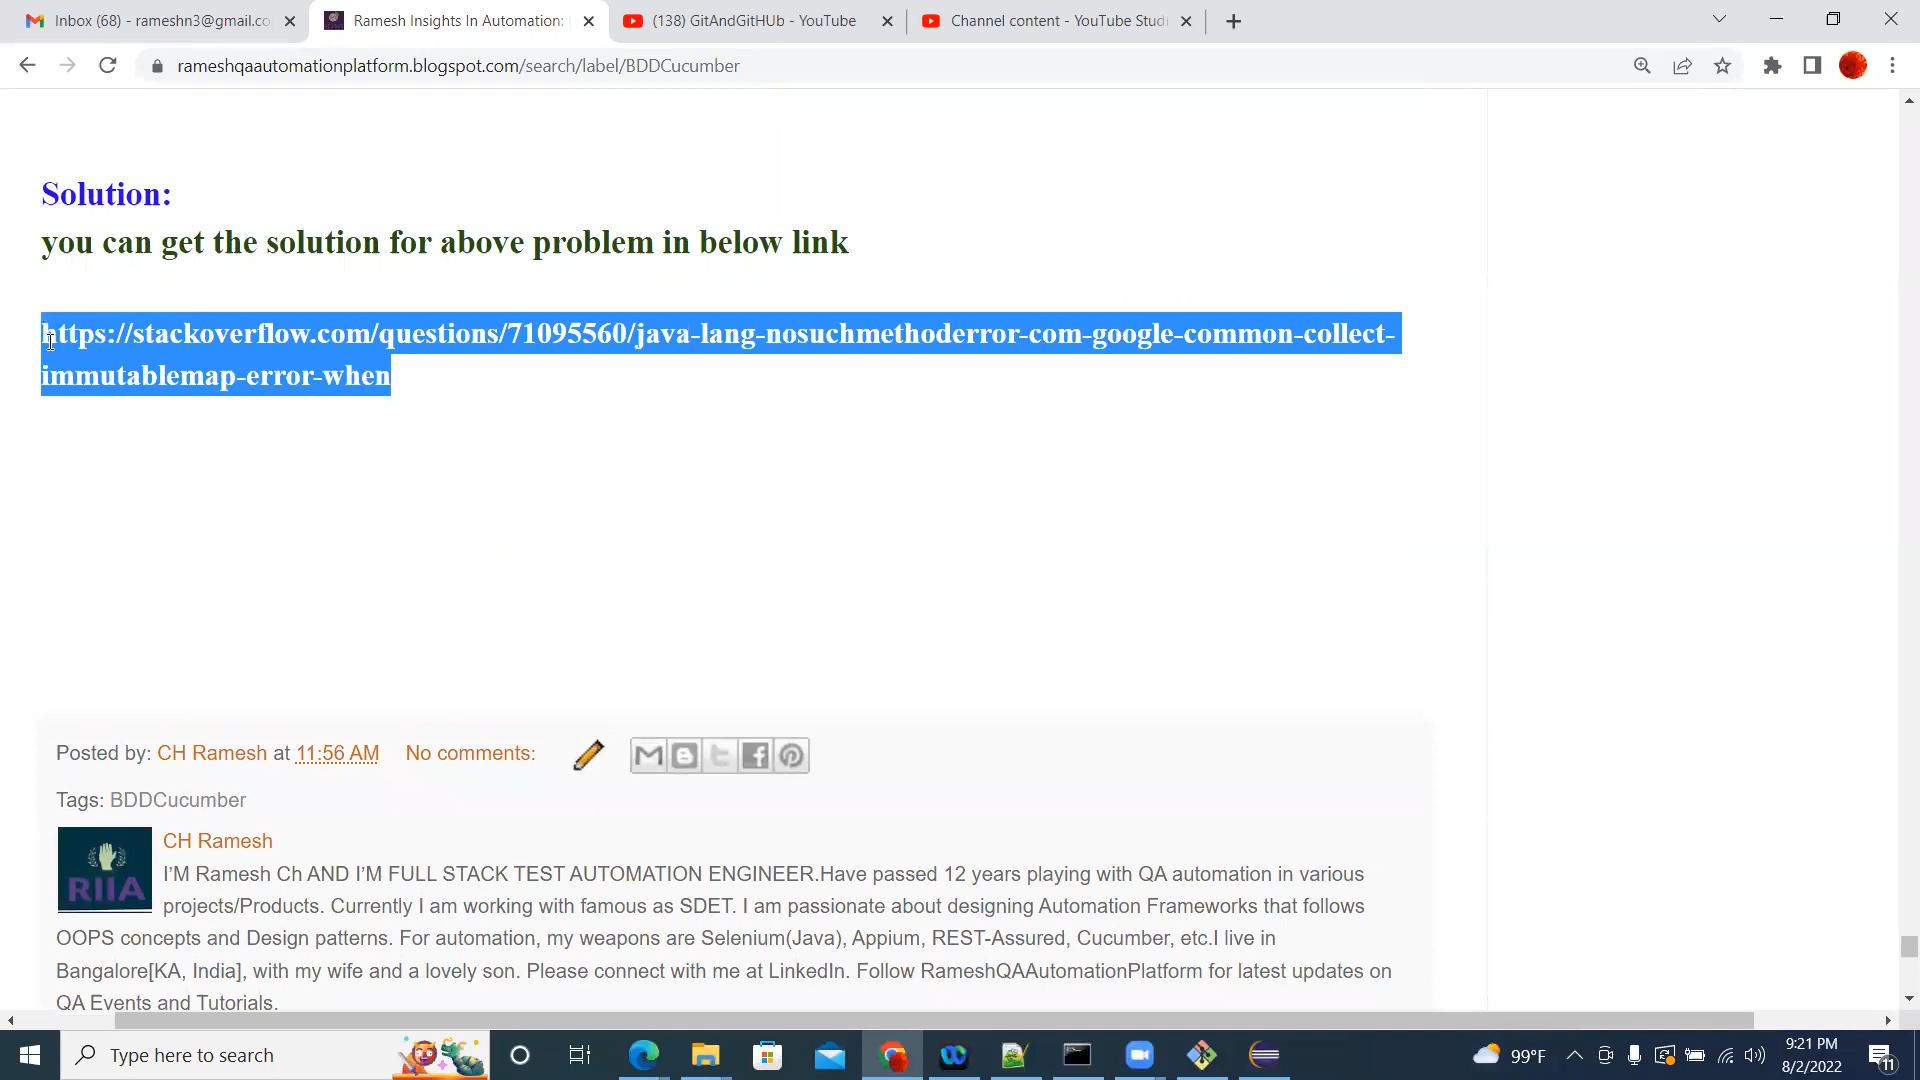 Inbox (68) - rameshn3@gmail.co
Ramesh Insights In Automation:
(138) GitAndGitHUb - YouTube
Channel content - YouTube Stud
rameshqaautomationplatform.blogspot.com/search/label/BDDCucumber
Solution:
you can get the solution for above problem in below link
https://stackoverflow.com/questions/71095560/java-lang-nosuchmethoderror-com-google-common-collect-
immutablemap-error-when
Posted by: CH Ramesh at 11:56 AM No comments:
Tags: BDDCucumber
RIIA
CH Ramesh
I'M Ramesh Ch AND I'M FULL STACK TEST AUTOMATION ENGINEER.Have passed 12 years playing with QA automation in various
projects/Products. Currently I am working with famous as SDET. I am passionate about designing Automation Frameworks that follows
OOPS concepts and Design patterns. For automation, my weapons are Selenium(Java), Appium, REST-Assured, Cucumber, etc.I live in
Bangalore[KA, India], with my wife and a lovely son. Please connect with me at LinkedIn. Follow RameshQAAutomationPlatform for latest updates on
QA Events and Tutorials.
Type here to search
99°F
9:21 PM
8/2/2022
11